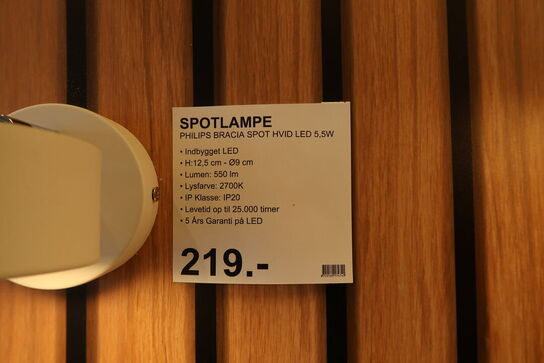 SPOTLAMPE
PHILIPS BRACIA SPOT HVID LED 5,5W
• Indbygget LED
• H:12,5 cm - Ø9 cm
• Lumen: 550 lm
• Lysfarve: 2700K
• IP Klasse: IP20
• Levetid op til 25.000 timer
• 5 Års Garanti på LED
219.-